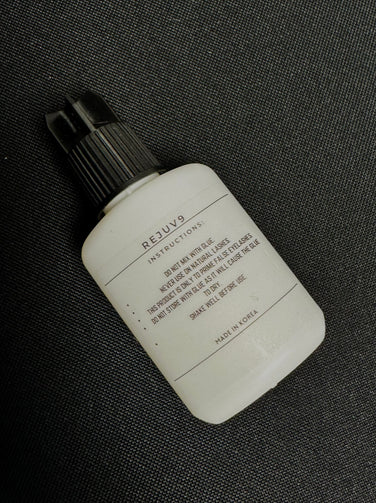 REJUV9
INSTRUCTIONS:
DO NOT MIX WITH GLUE
NEVER USE ON NATURAL LASHES
THIS PRODUCT IS ONLY TO PRIME FALSE EYELASHES
DO NOT STORE WITH GLUE AS IT WILL CAUSE THE GLUE
TO DRY.
SHAKE WELL BEFORE USE
MADE IN KOREA